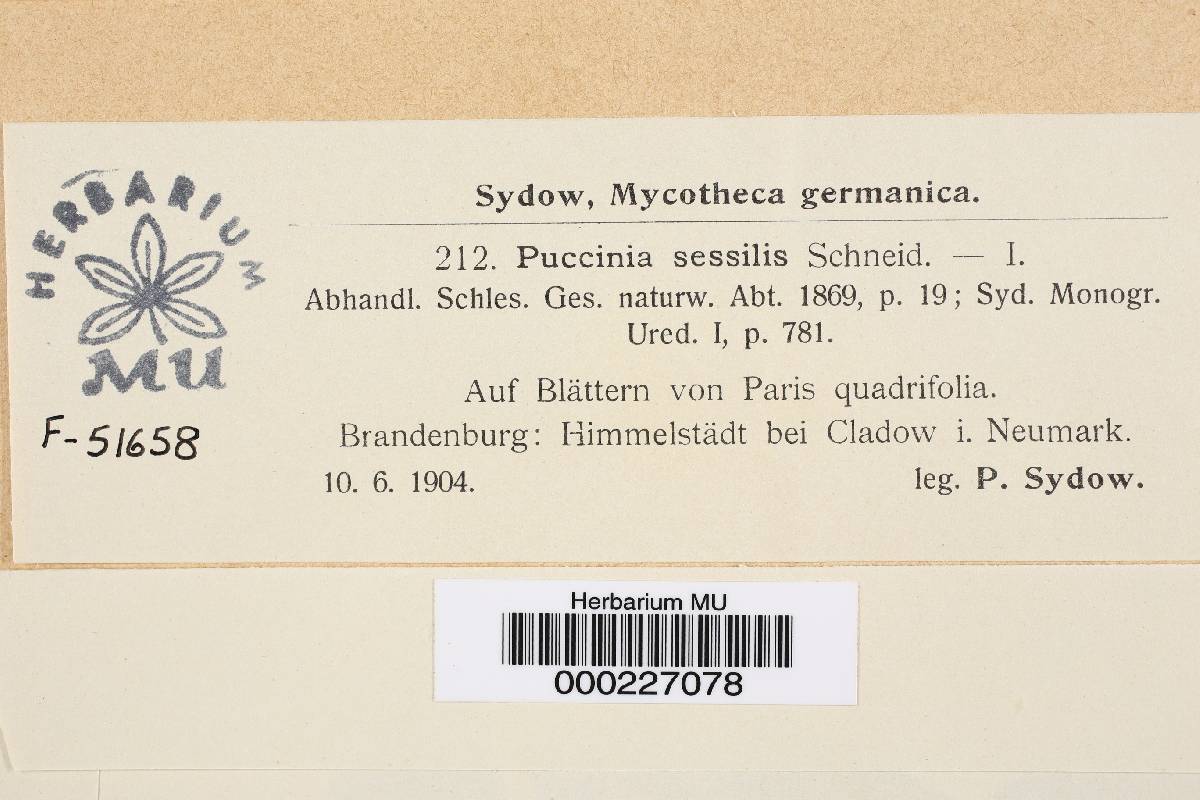 HERBARIUM
MU
F-51658
Sydow, Mycotheca germanica.
212. Puccinia sessilis Schneid. — I.
Abhandl. Schles. Ges. naturw. Abt. 1869, p. 19; Syd. Monogr.
Ured. I, p. 781.
Auf Blättern von Paris quadrifolia.
Brandenburg: Himmelstädt bei Cladow i. Neumark.
10. 6. 1904. leg. P. Sydow.
Herbarium MU
000227078